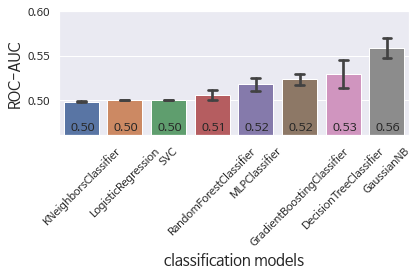 0.60
0.55
0.50
ROC-AUC
0.50
0.50
0.50
0.51
0.52
0.52
0.53
0.56
KNeighborsClassifier
LogisticRegression
SVC
RandomForestClassifier
MLPClassifier
GradientBoostingClassifier
DecisionTreeClassifier
GaussianNB
classification models